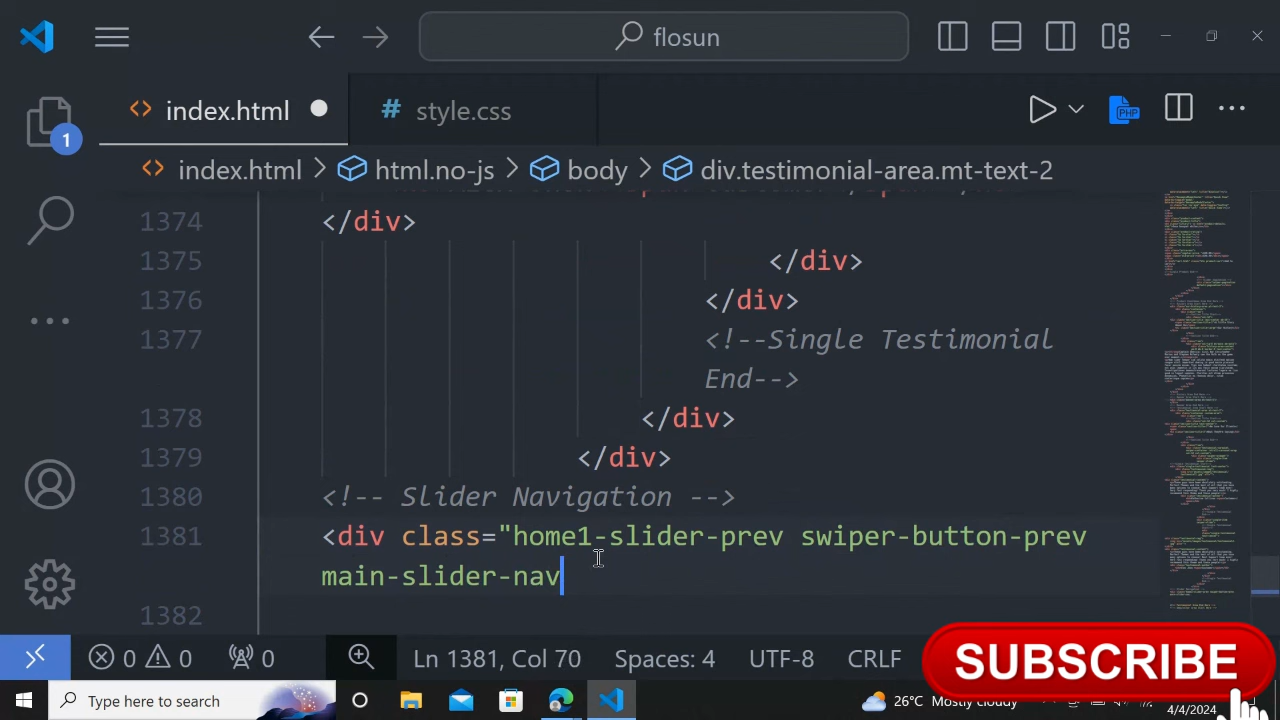 flosun
index.html
# style.css
index.html > html.no-js > body > div.testimonial-area.mt-text-2
1
1374 </div>
1375 </div>
1376 </div>
1377 <!--Single Testimonial
End-->
1378 </div>
1379 </div>
1380 <!-- Slider Navigation -->
1381 <div class="home1-slider-prev swiper-button-prev
main-slider-nav
1382
0 0 0 Ln 1381, Col 70 Spaces: 4 UTF-8 CRLF
SUBSCRIBE
Type here to search 26°C Mostly cloudy
4/4/2024